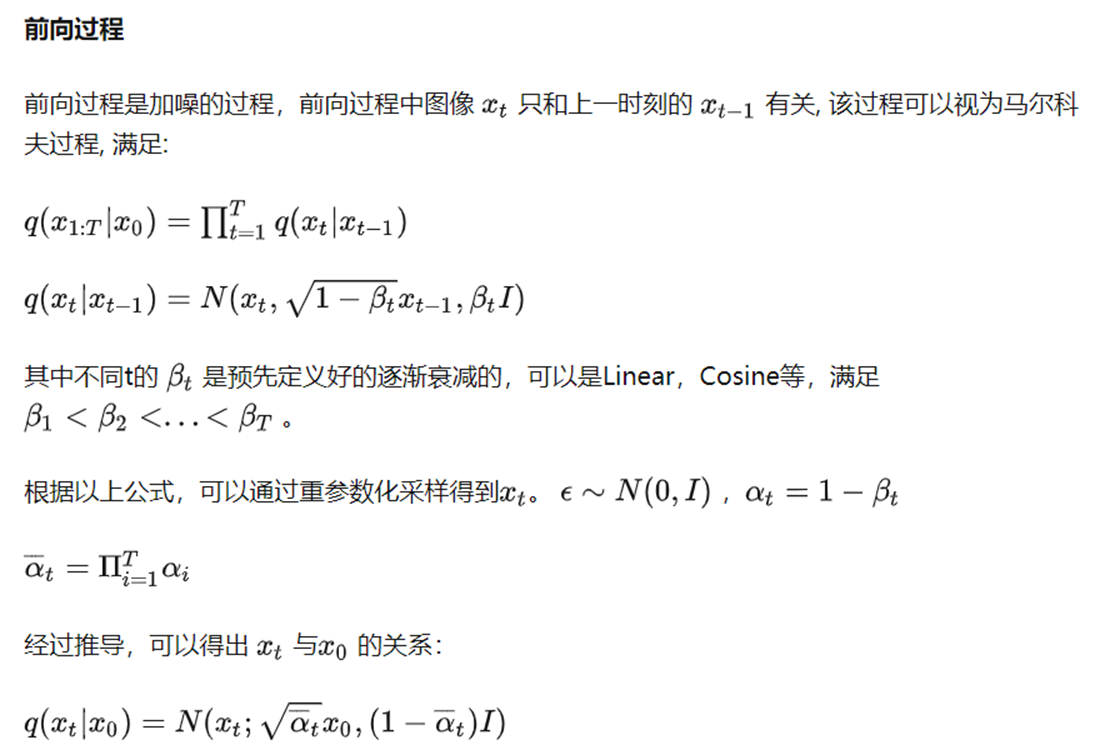 前向过程
前向过程是加噪的过程，前向过程中图像 $x_t$ 只和上一时刻的 $x_{t-1}$ 有关, 该过程可以视为马尔科
夫过程, 满足:
$q(x_{1:T}|x_0) = \prod_{t=1}^{T} q(x_t|x_{t-1})$
$q(x_t|x_{t-1}) = N(x_t, \sqrt{1-\beta_t}x_{t-1}, \beta_t I)$
其中不同t的 $\beta_t$ 是预先定义好的逐渐衰减的，可以是Linear，Cosine等，满足
$\beta_1 < \beta_2 < \ldots < \beta_T$ 。
根据以上公式，可以通过重参数化采样得到$x_t$。 $\epsilon \sim N(0, I)$ ，$\alpha_t = 1 - \beta_t$
$\overline{\alpha}_t = \Pi_{i=1}^{T} \alpha_i$
经过推导，可以得出 $x_t$ 与$x_0$ 的关系：
$q(x_t|x_0) = N(x_t; \sqrt{\overline{\alpha}_t}x_0, (1 - \overline{\alpha}_t)I)$